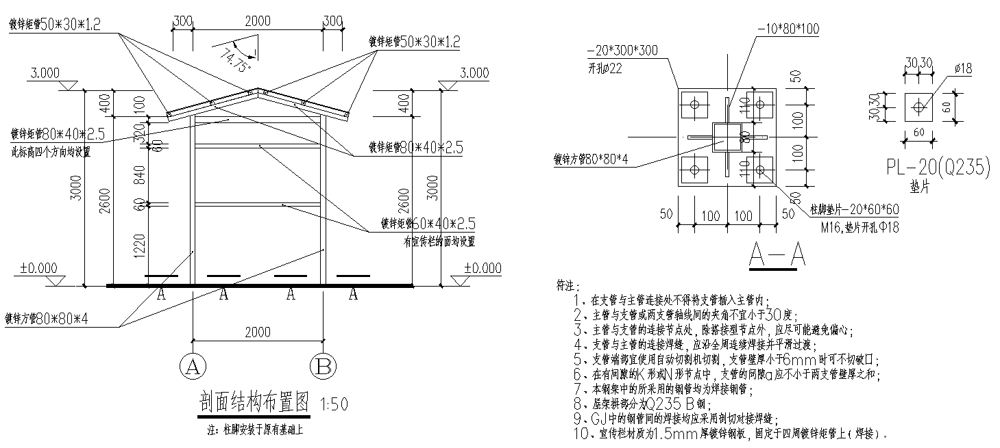 镀锌矩管50*30*1.2
300
2000
300
镀锌矩管50*30*1.2
74.75°
3.000
3.000
400
100
400
镀锌矩管80*40*2.5
此标高四个方向均设置
320
60
镀锌矩管80*40*2.5
840
3000
2600
60
2600
3000
镀锌矩管60*40*2.5
有宣传栏的面均设置
1220
±0.000
±0.000
A
A
A
A
镀锌方管80*80*4
2000
A
B
剖面结构布置图 1:50
注：柱脚安装于原有基础上
-10*80*100
-20*300*300
开孔ø22
50
110
100
80
镀锌方管80*80*4
100
110
50
50
100
100
50
柱脚垫片-20*60*60
M16,垫片开孔Φ18
A-A
30 30
ø18
30 30
60
60
PL-20(Q235)
垫片
符注：
1、在支管与主管连接处不得将支管插入主管内；
2、主管与支管或两支管轴线间的夹角不宜小于30度；
3、主管与支管的连接节点处，除搭接型节点外，应尽可能避免偏心；
4、支管与主管的连接焊缝，应沿全周连续焊接并平滑过渡；
5、支管端部宜使用自动切割机切割，支管壁厚小于6mm时可不切破口；
6、在有间隙的K形或N形节点中，支管的间隙a应不小于两支管壁厚之和；
7、本钢架中的所采用的钢管均为焊接钢管；
8、屋架拱部分为Q235 B钢；
9、GJ中的钢管间的焊接均应采用剖切对接焊缝；
10、宣传栏材质为1.5mm厚镀锌钢板，固定于四周镀锌矩管上(焊接)。